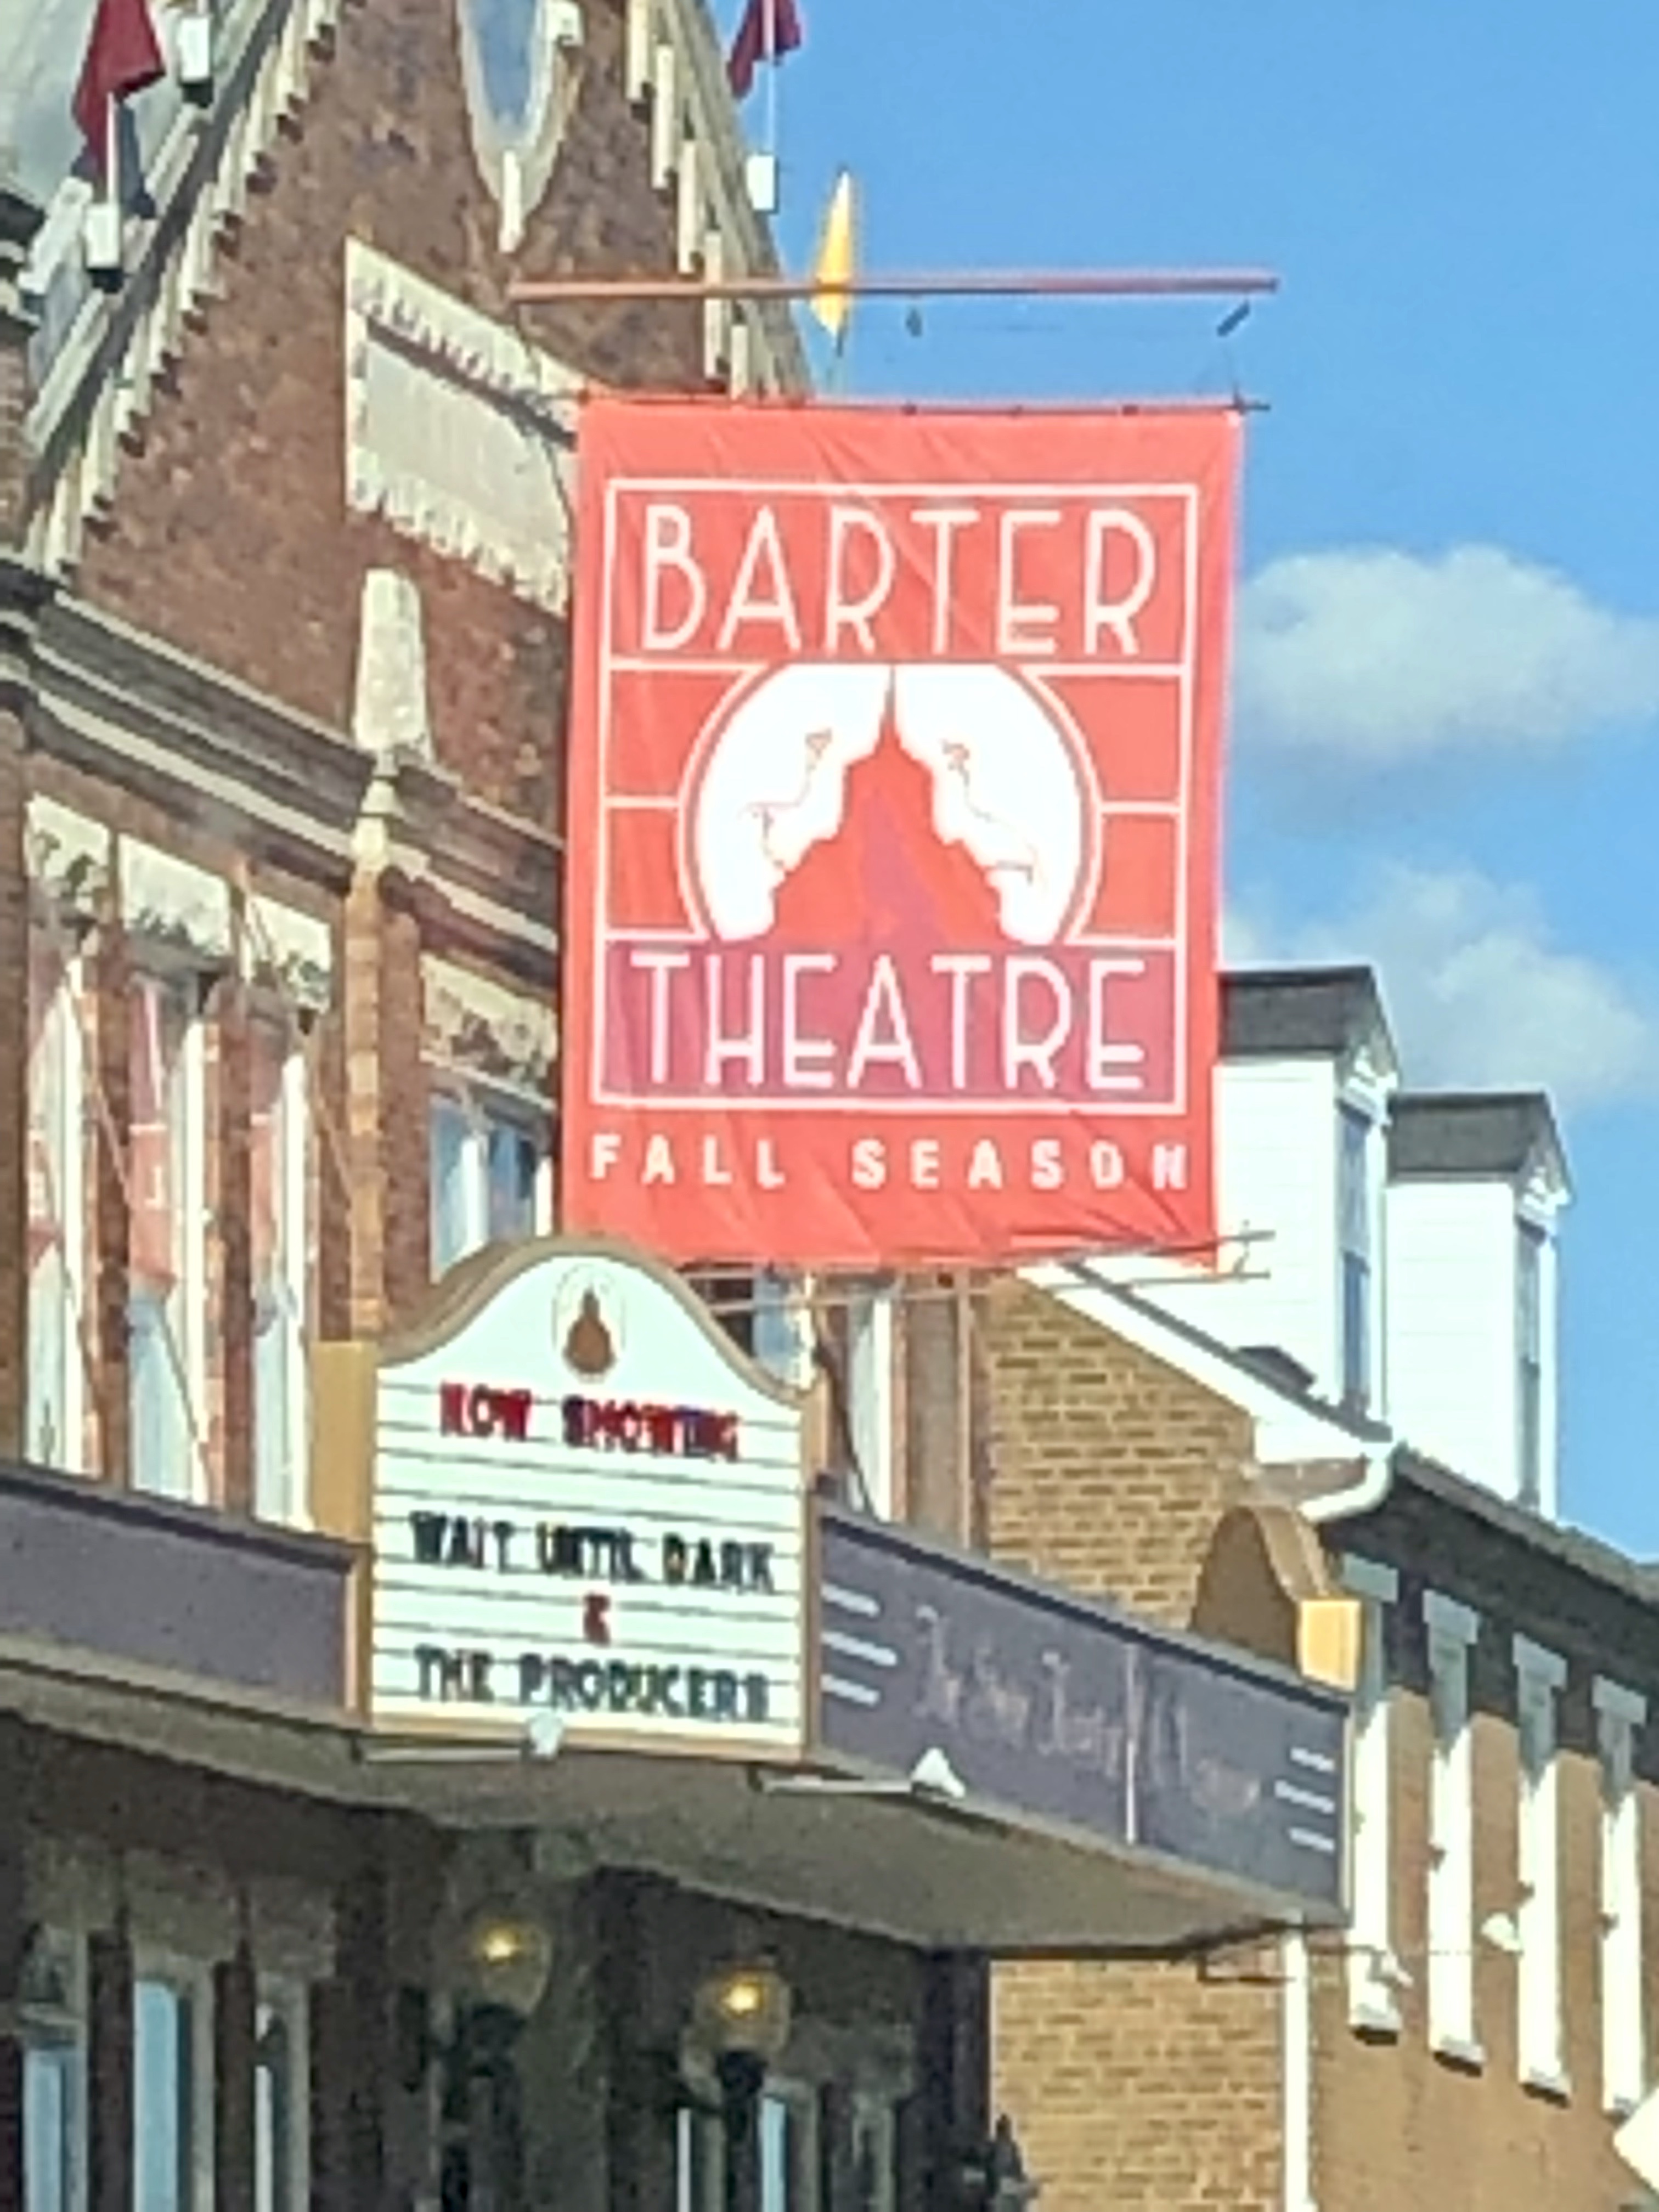 BARTER
THEATRE
FALL SEASON
NOW SHOWING
WAIT UNTIL DARK
&
THE PRODUCERS